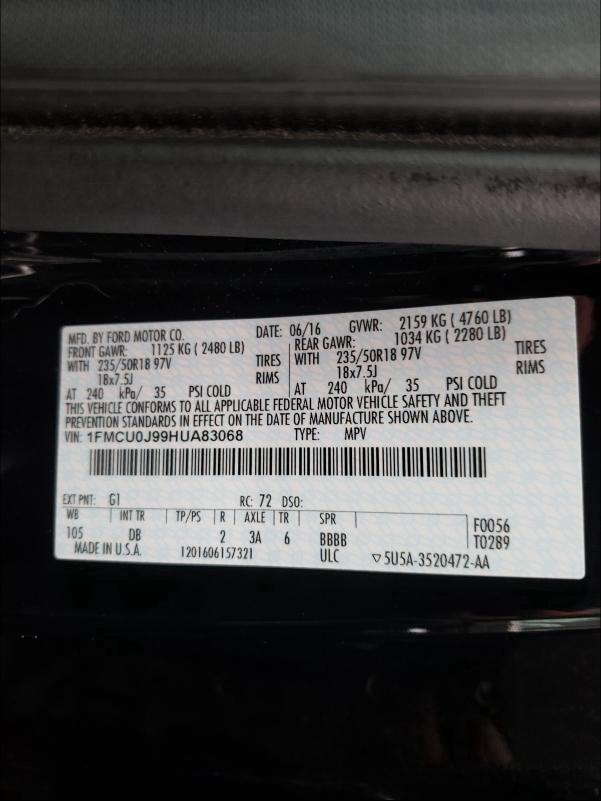 MFD. BY FORD MOTOR CO. DATE: 06/16 GVWR: 2159 KG ( 4760 LB)
FRONT GAWR: 1125 KG ( 2480 LB) REAR GAWR: 1034 KG ( 2280 LB)
WITH 235/50R18 97V TIRES WITH 235/50R18 97V TIRES
18x7.5J RIMS 18x7.5J RIMS
AT 240 kPa/ 35 PSI COLD AT 240 kPa/ 35 PSI COLD
THIS VEHICLE CONFORMS TO ALL APPLICABLE FEDERAL MOTOR VEHICLE SAFETY AND THEFT
PREVENTION STANDARDS IN EFFECT ON THE DATE OF MANUFACTURE SHOWN ABOVE.
VIN: 1FMCU0J99HUA83068 TYPE: MPV
EXT PNT: G1 RC: 72 DSO:
WB INT TR TP/PS R AXLE TR SPR F0056
105 DB 2 3A 6 BBBB T0289
MADE IN U.S.A. 1201606157321 ULC ▽5U5A-3520472-AA